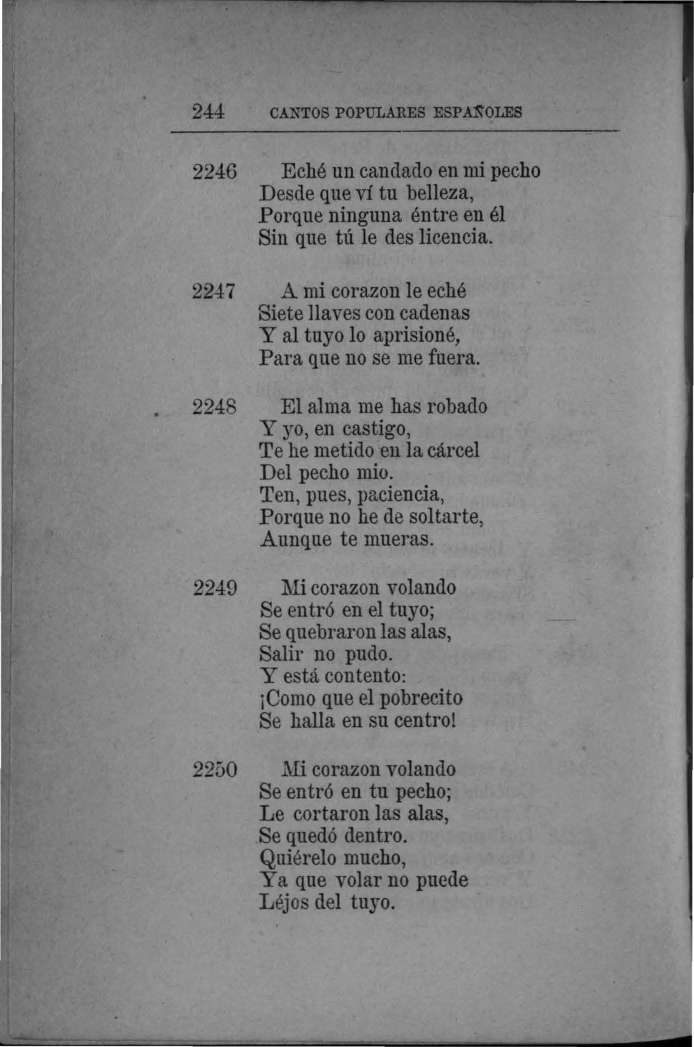 244 CANTOS POPULARES ESPAÑOLES
2246 Eché un candado en mi pecho
Desde que ví tu belleza,
Porque ninguna éntre en él
Sin que tú le des licencia.
2247 A mi corazon le eché
Siete llaves con cadenas
Y al tuyo lo aprisioné,
Para que no se me fuera.
2248 El alma me has robado
Y yo, en castigo,
Te he metido en la cárcel
Del pecho mio.
Ten, pues, paciencia,
Porque no he de soltarte,
Aunque te mueras.
2249 Mi corazon volando
Se entró en el tuyo;
Se quebraron las alas,
Salir no pudo.
Y está contento:
¡Como que el pobrecito
Se halla en su centro!
2250 Mi corazon volando
Se entró en tu pecho;
Le cortaron las alas,
Se quedó dentro.
Quiérelo mucho,
Ya que volar no puede
Léjos del tuyo.